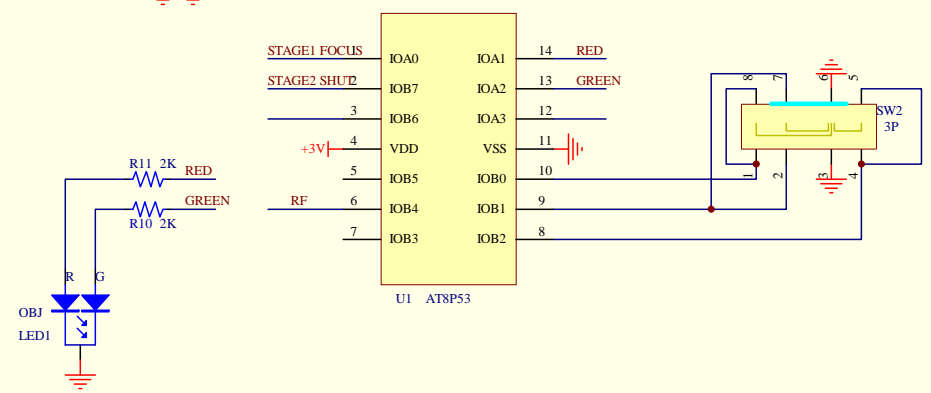 STAGE1 FOCUS 1 IOA0 IOA1 14 RED
STAGE2 SHUT 2 IOB7 IOA2 13 GREEN
3 IOB6 IOA3 12
+3V 4 VDD VSS 11
5 IOB5 IOB0 10
RF 6 IOB4 IOB1 9
7 IOB3 IOB2 8
U1 AT8P53
8 7 6 5
SW2
3P
1 2 3 4
R11 2K RED
GREEN
R10 2K
R G
OBJ
LED1